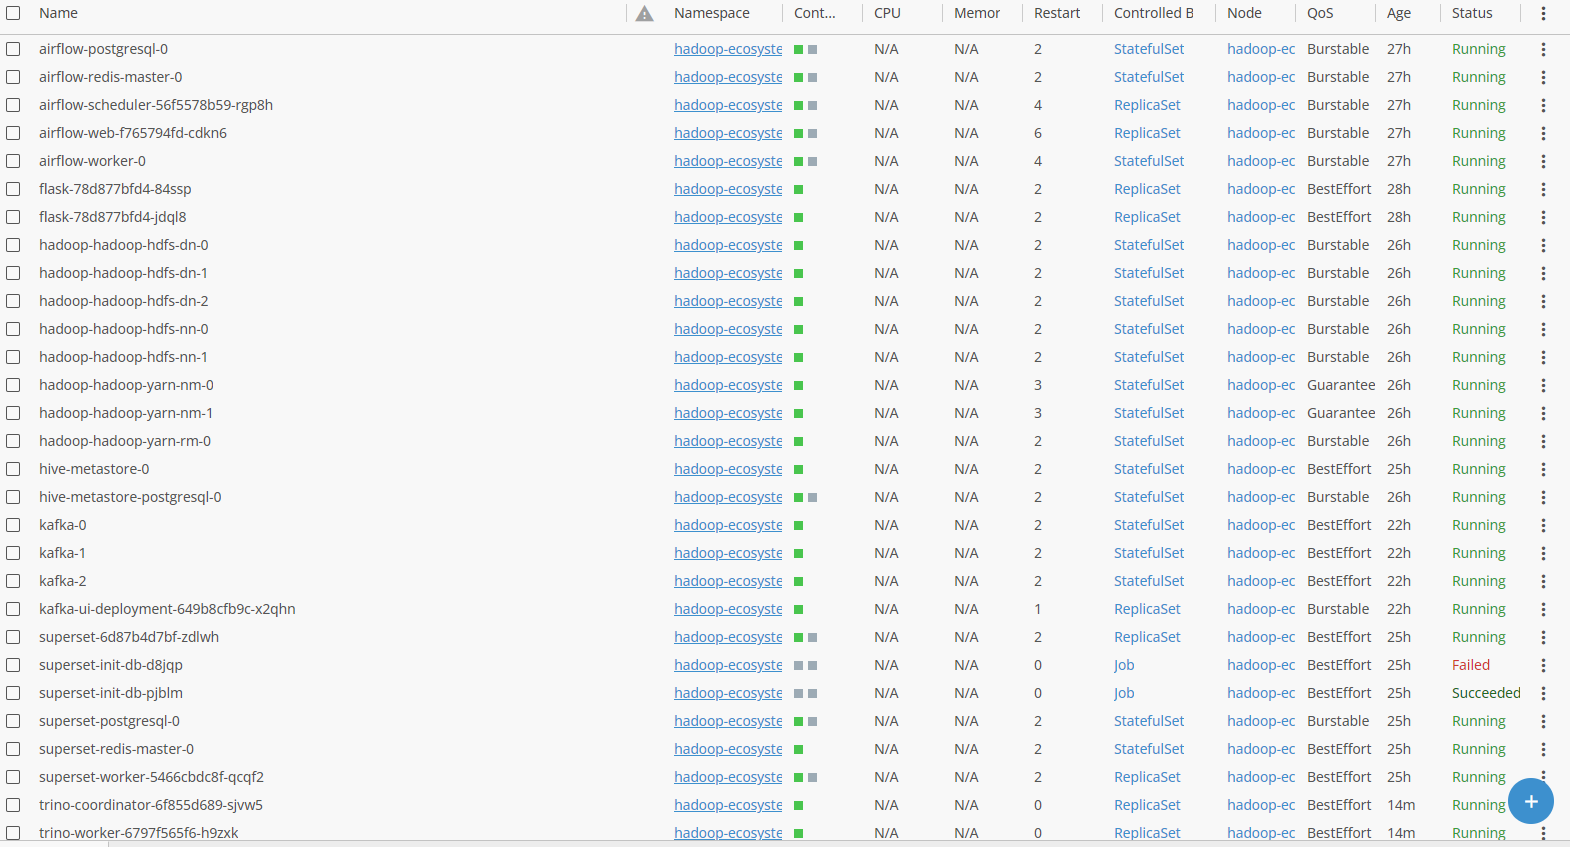 Name Namespace Cont... CPU Memor Restart Controlled B Node QoS Age Status
airflow-postgresql-0 hadoop-ecosyste N/A N/A 2 StatefulSet hadoop-ec Burstable 27h Running
airflow-redis-master-0 hadoop-ecosyste N/A N/A 2 StatefulSet hadoop-ec Burstable 27h Running
airflow-scheduler-56f5578b59-rgp8h hadoop-ecosyste N/A N/A 4 ReplicaSet hadoop-ec Burstable 27h Running
airflow-web-f765794fd-cdkn6 hadoop-ecosyste N/A N/A 6 ReplicaSet hadoop-ec Burstable 27h Running
airflow-worker-0 hadoop-ecosyste N/A N/A 4 StatefulSet hadoop-ec Burstable 27h Running
flask-78d877bfd4-84ssp hadoop-ecosyste N/A N/A 2 ReplicaSet hadoop-ec BestEffort 28h Running
flask-78d877bfd4-jdql8 hadoop-ecosyste N/A N/A 2 ReplicaSet hadoop-ec BestEffort 28h Running
hadoop-hadoop-hdfs-dn-0 hadoop-ecosyste N/A N/A 2 StatefulSet hadoop-ec Burstable 26h Running
hadoop-hadoop-hdfs-dn-1 hadoop-ecosyste N/A N/A 2 StatefulSet hadoop-ec Burstable 26h Running
hadoop-hadoop-hdfs-dn-2 hadoop-ecosyste N/A N/A 2 StatefulSet hadoop-ec Burstable 26h Running
hadoop-hadoop-hdfs-nn-0 hadoop-ecosyste N/A N/A 2 StatefulSet hadoop-ec Burstable 26h Running
hadoop-hadoop-hdfs-nn-1 hadoop-ecosyste N/A N/A 2 StatefulSet hadoop-ec Burstable 26h Running
hadoop-hadoop-yarn-nm-0 hadoop-ecosyste N/A N/A 3 StatefulSet hadoop-ec Guarantee 26h Running
hadoop-hadoop-yarn-nm-1 hadoop-ecosyste N/A N/A 3 StatefulSet hadoop-ec Guarantee 26h Running
hadoop-hadoop-yarn-rm-0 hadoop-ecosyste N/A N/A 2 StatefulSet hadoop-ec Burstable 26h Running
hive-metastore-0 hadoop-ecosyste N/A N/A 2 StatefulSet hadoop-ec BestEffort 25h Running
hive-metastore-postgresql-0 hadoop-ecosyste N/A N/A 2 StatefulSet hadoop-ec Burstable 26h Running
kafka-0 hadoop-ecosyste N/A N/A 2 StatefulSet hadoop-ec BestEffort 22h Running
kafka-1 hadoop-ecosyste N/A N/A 2 StatefulSet hadoop-ec BestEffort 22h Running
kafka-2 hadoop-ecosyste N/A N/A 2 StatefulSet hadoop-ec BestEffort 22h Running
kafka-ui-deployment-649b8cfb9c-x2qhn hadoop-ecosyste N/A N/A 1 ReplicaSet hadoop-ec Burstable 22h Running
superset-6d87b4d7bf-zdlwh hadoop-ecosyste N/A N/A 2 ReplicaSet hadoop-ec BestEffort 25h Running
superset-init-db-d8jqp hadoop-ecosyste N/A N/A 0 Job hadoop-ec BestEffort 25h Failed
superset-init-db-pjblm hadoop-ecosyste N/A N/A 0 Job hadoop-ec BestEffort 25h Succeeded
superset-postgresql-0 hadoop-ecosyste N/A N/A 2 StatefulSet hadoop-ec Burstable 25h Running
superset-redis-master-0 hadoop-ecosyste N/A N/A 2 StatefulSet hadoop-ec BestEffort 25h Running
superset-worker-5466cbdc8f-qcqf2 hadoop-ecosyste N/A N/A 2 ReplicaSet hadoop-ec BestEffort 25h Running
trino-coordinator-6f855d689-sjvw5 hadoop-ecosyste N/A N/A 0 ReplicaSet hadoop-ec BestEffort 14m Running
trino-worker-6797f565f6-h9zxk hadoop-ecosyste N/A N/A 0 ReplicaSet hadoop-ec BestEffort 14m Running